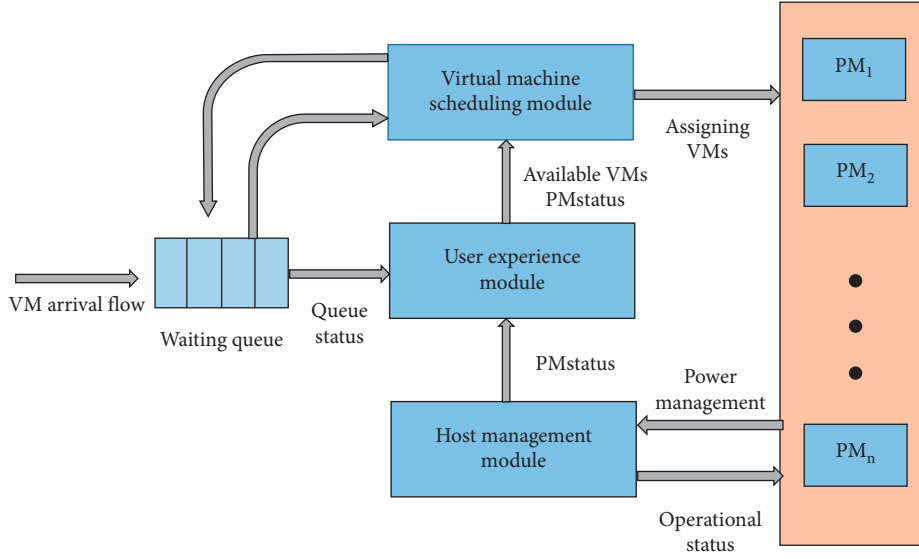 Virtual machine
scheduling module
Assigning
VMs
PM1
PM2
Available VMs
PMstatus
User experience
module
VM arrival flow
Waiting queue
Queue
status
PMstatus
Power
management
Host management
module
PMn
Operational
status